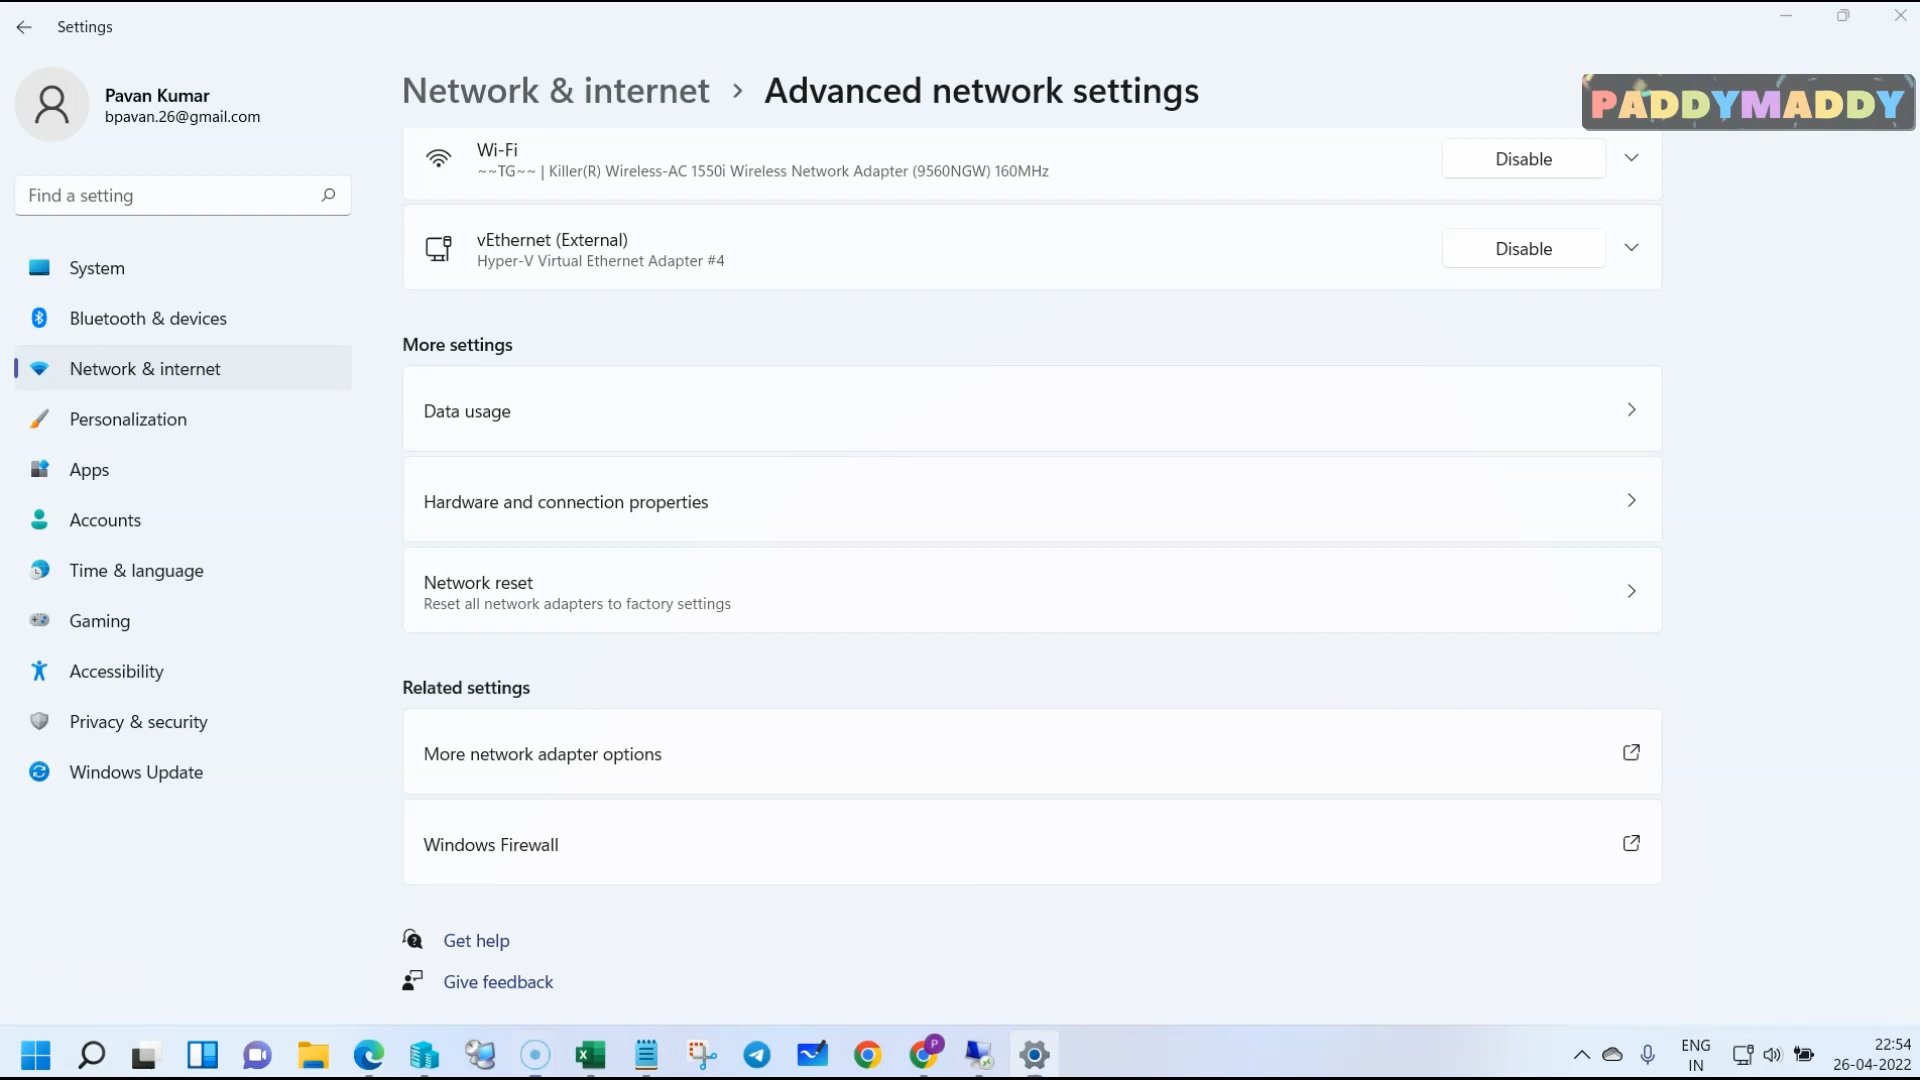 Settings
Pavan Kumar
bpavan.26@gmail.com
Find a setting
System
Bluetooth & devices
Network & internet
Personalization
Apps
Accounts
Time & language
Gaming
Accessibility
Privacy & security
Windows Update
Network & internet > Advanced network settings
PADDYMADDY
Wi-Fi
~~TG~~ | Killer(R) Wireless-AC 1550i Wireless Network Adapter (9560NGW) 160MHz
Disable
vEthernet (External)
Hyper-V Virtual Ethernet Adapter #4
Disable
More settings
Data usage
Hardware and connection properties
Network reset
Reset all network adapters to factory settings
Related settings
More network adapter options
Windows Firewall
Get help
Give feedback
P
ENG
IN
22:54
26-04-2022